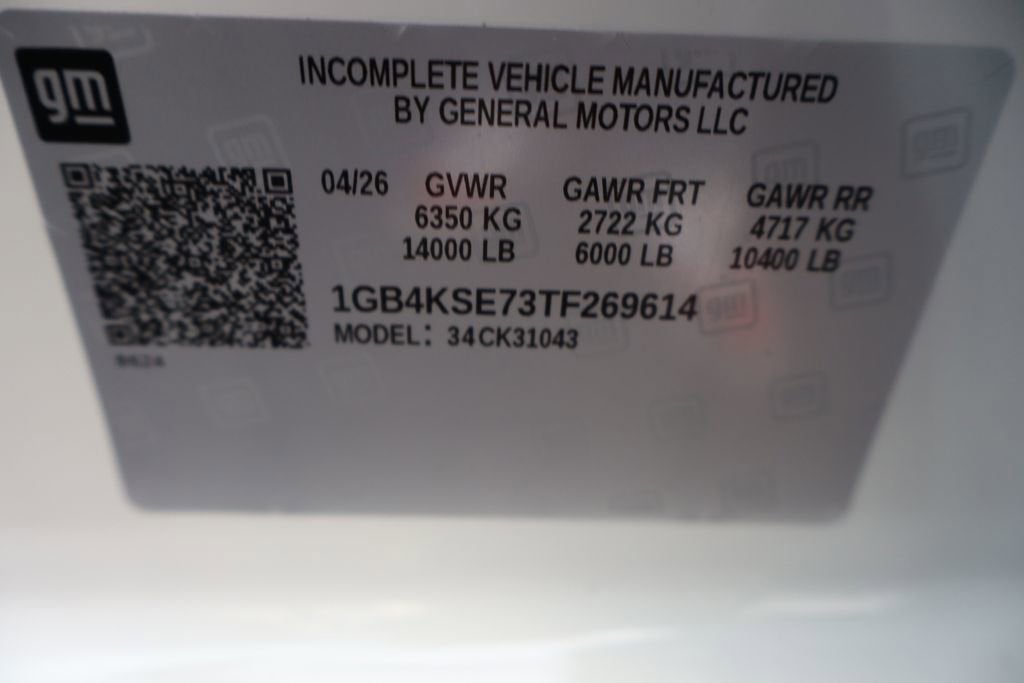 gm
INCOMPLETE VEHICLE MANUFACTURED
BY GENERAL MOTORS LLC
04/26 GVWR GAWR FRT GAWR RR
6350 KG 2722 KG 4717 KG
14000 LB 6000 LB 10400 LB
1GB4KSE73TF269614
MODEL: 34CK31043